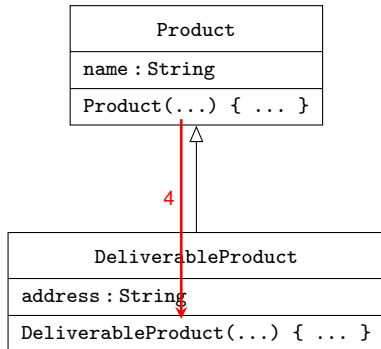 Product
name : String
Product(...) { ... }
4
DeliverableProduct
address : String
DeliverableProduct(...) { ... }